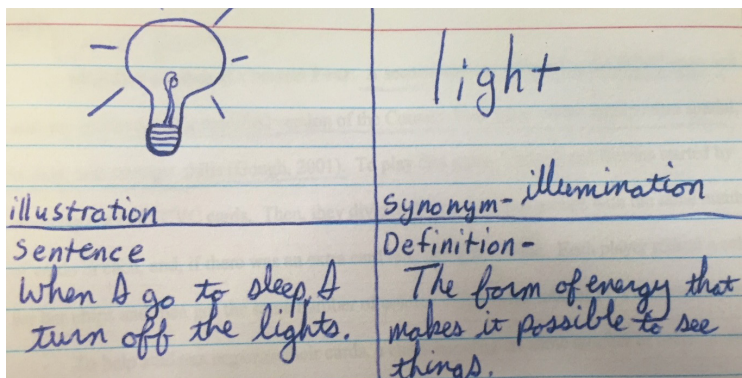 light
illustration
Synonym- illumination
Sentence
When I go to sleep, I
turn off the lights.
Definition-
The form of energy that
makes it possible to see
things.